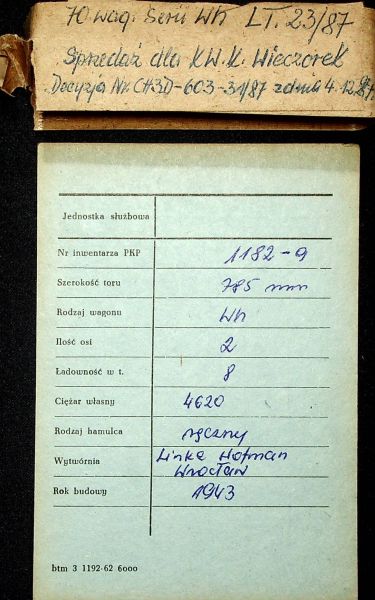 70 wag. Serii Wh LT. 23/87
Sprzedaż dla KW.K. Wieczorek
Decyzja Nr. CH3D-603-31/87 z dnia 4.12.87r.
Jednostka służbowa
Nr inwentarza PKP 1182-9
Szerokość toru 785 mm
Rodzaj wagonu Wh
Ilość osi 2
Ładowność w t. 8
Ciężar własny 4620
Rodzaj hamulca ręczny
Wytwórnia Linke Hofman
Wrocław
Rok budowy 1943
btm 3 1192-62 6000